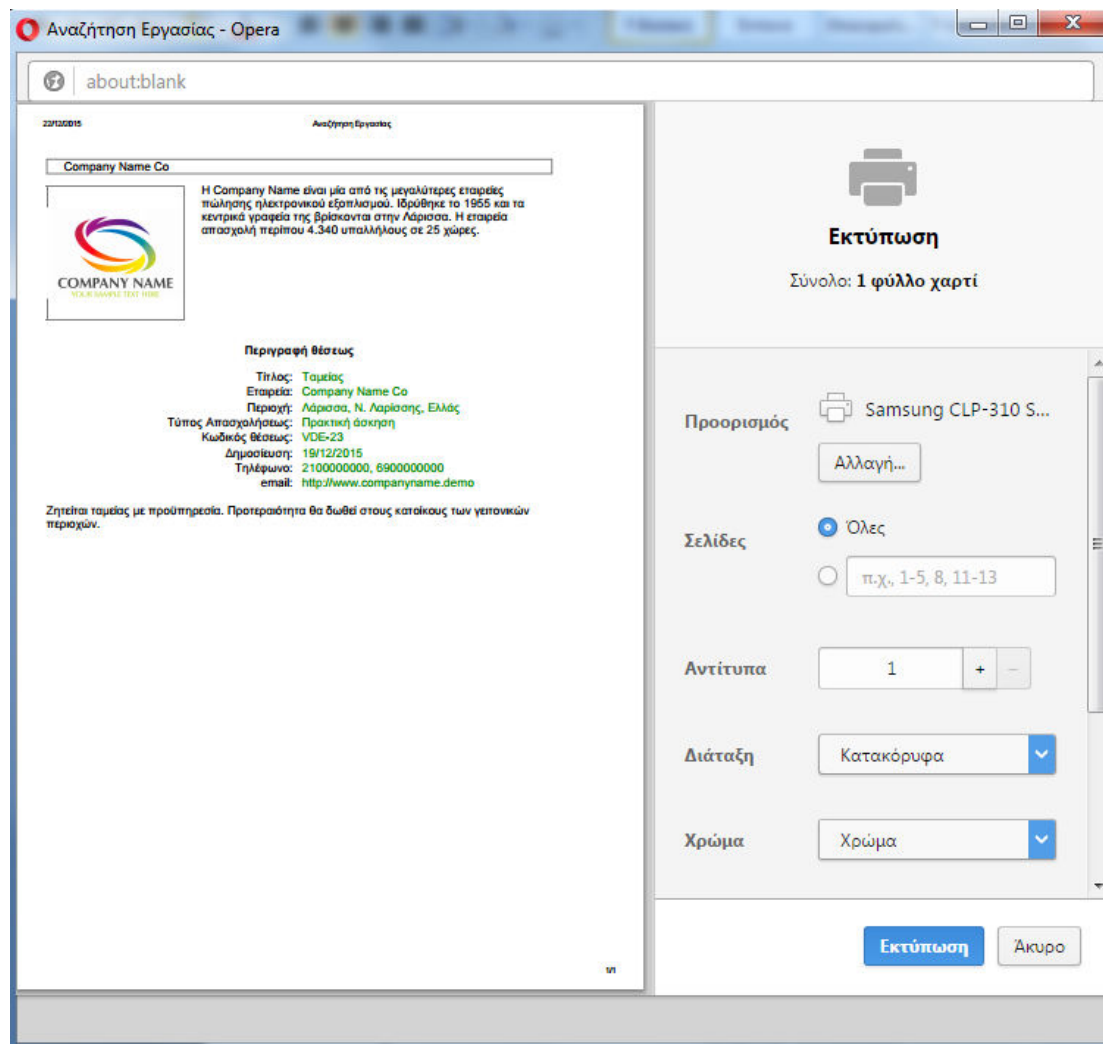 Αναζήτηση Εργασίας - Opera
about:blank
22/12/2015
Αναζήτηση Εργασίας
Company Name Co
Η Company Name είναι μία από τις μεγαλύτερες εταιρείες
πώλησης ηλεκτρονικού εξοπλισμού. Ιδρύθηκε το 1955 και τα
κεντρικά γραφεία της βρίσκονται στην Λάρισσα. Η εταιρεία
απασχολή περίπου 4.340 υπαλλήλους σε 25 χώρες.
COMPANY NAME
YOUR SAMPLE TEXT HERE
Περιγραφή θέσεως
Τίτλος: Ταμείας
Εταιρεία: Company Name Co
Περιοχή: Λάρισσα, Ν. Λαρίσσης, Ελλάς
Τύπος Απασχολήσεως: Πρακτική άσκηση
Κωδικός θέσεως: VDE-23
Δημοσίευση: 19/12/2015
Τηλέφωνο: 2100000000, 6900000000
email: http://www.companyname.demo
Ζητείται ταμείας με προϋπηρεσία. Προτεραιότητα θα δωθεί στους κατοίκους των γειτονικών
περιοχών.
1/1
Εκτύπωση
Σύνολο: 1 φύλλο χαρτί
Προορισμός
Samsung CLP-310 S...
Αλλαγή...
Σελίδες
Όλες
π.χ., 1-5, 8, 11-13
Αντίτυπα
1
+
−
Διάταξη
Κατακόρυφα
Χρώμα
Χρώμα
Εκτύπωση
Άκυρο